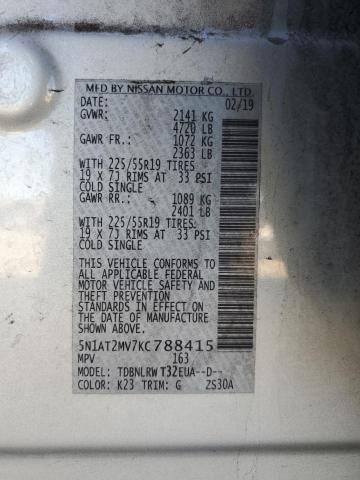 MFD BY NISSAN MOTOR CO., LTD.
DATE: 02/19
GVWR: 2141 KG
4720 LB
GAWR FR.: 1072 KG
2363 LB
WITH 225/55R19 TIRES
19 X 7J RIMS AT 33 PSI
COLD SINGLE
GAWR RR.: 1089 KG
2401 LB
WITH 225/55R19 TIRES
19 X 7J RIMS AT 33 PSI
COLD SINGLE
THIS VEHICLE CONFORMS TO
ALL APPLICABLE FEDERAL
MOTOR VEHICLE SAFETY
AND THEFT PREVENTION
STANDARDS IN EFFECT ON
THE DATE OF MANUFACTURE
SHOWN ABOVE.
5N1AT2MV7KC788415
MPV 163
MODEL: TDBNLRWT32EUA--D--
COLOR: K23 TRIM: G ZS30A